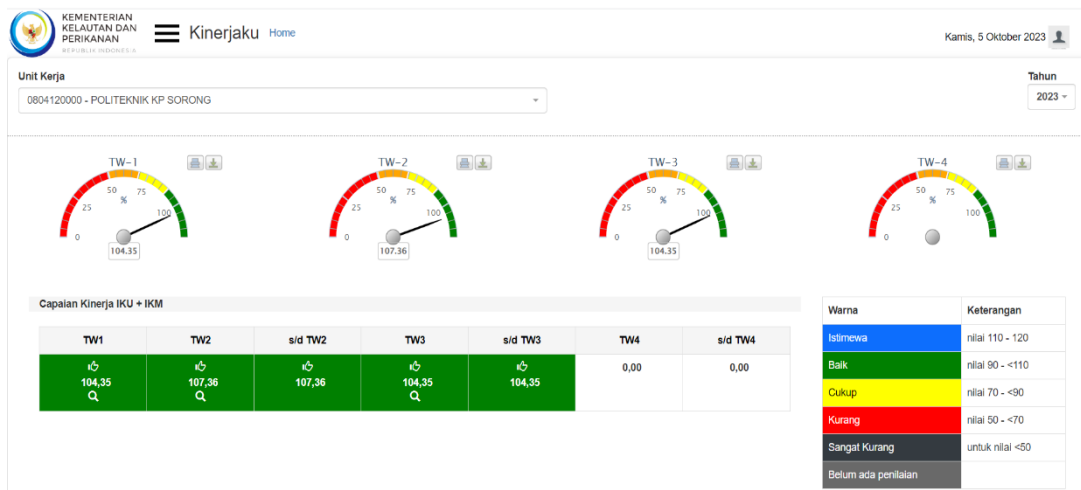 KEMENTERIAN
KELAUTAN DAN
PERIKANAN
REPUBLIK INDONESIA
Kinerjaku Home
Kamis, 5 Oktober 2023
Unit Kerja
Tahun
0804120000 - POLITEKNIK KP SORONG
2023
TW-1
0
25
50
75
100
%
104.35
TW-2
0
25
50
75
100
%
107.36
TW-3
0
25
50
75
100
%
104.35
TW-4
0
25
50
75
100
%
Capaian Kinerja IKU + IKM
TW1 TW2 s/d TW2 TW3 s/d TW3 TW4 s/d TW4
104,35 107,36 107,36 104,35 104,35 0,00 0,00
Warna Keterangan
Istimewa nilai 110 - 120
Baik nilai 90 - <110
Cukup nilai 70 - <90
Kurang nilai 50 - <70
Sangat Kurang untuk nilai <50
Belum ada penilaian